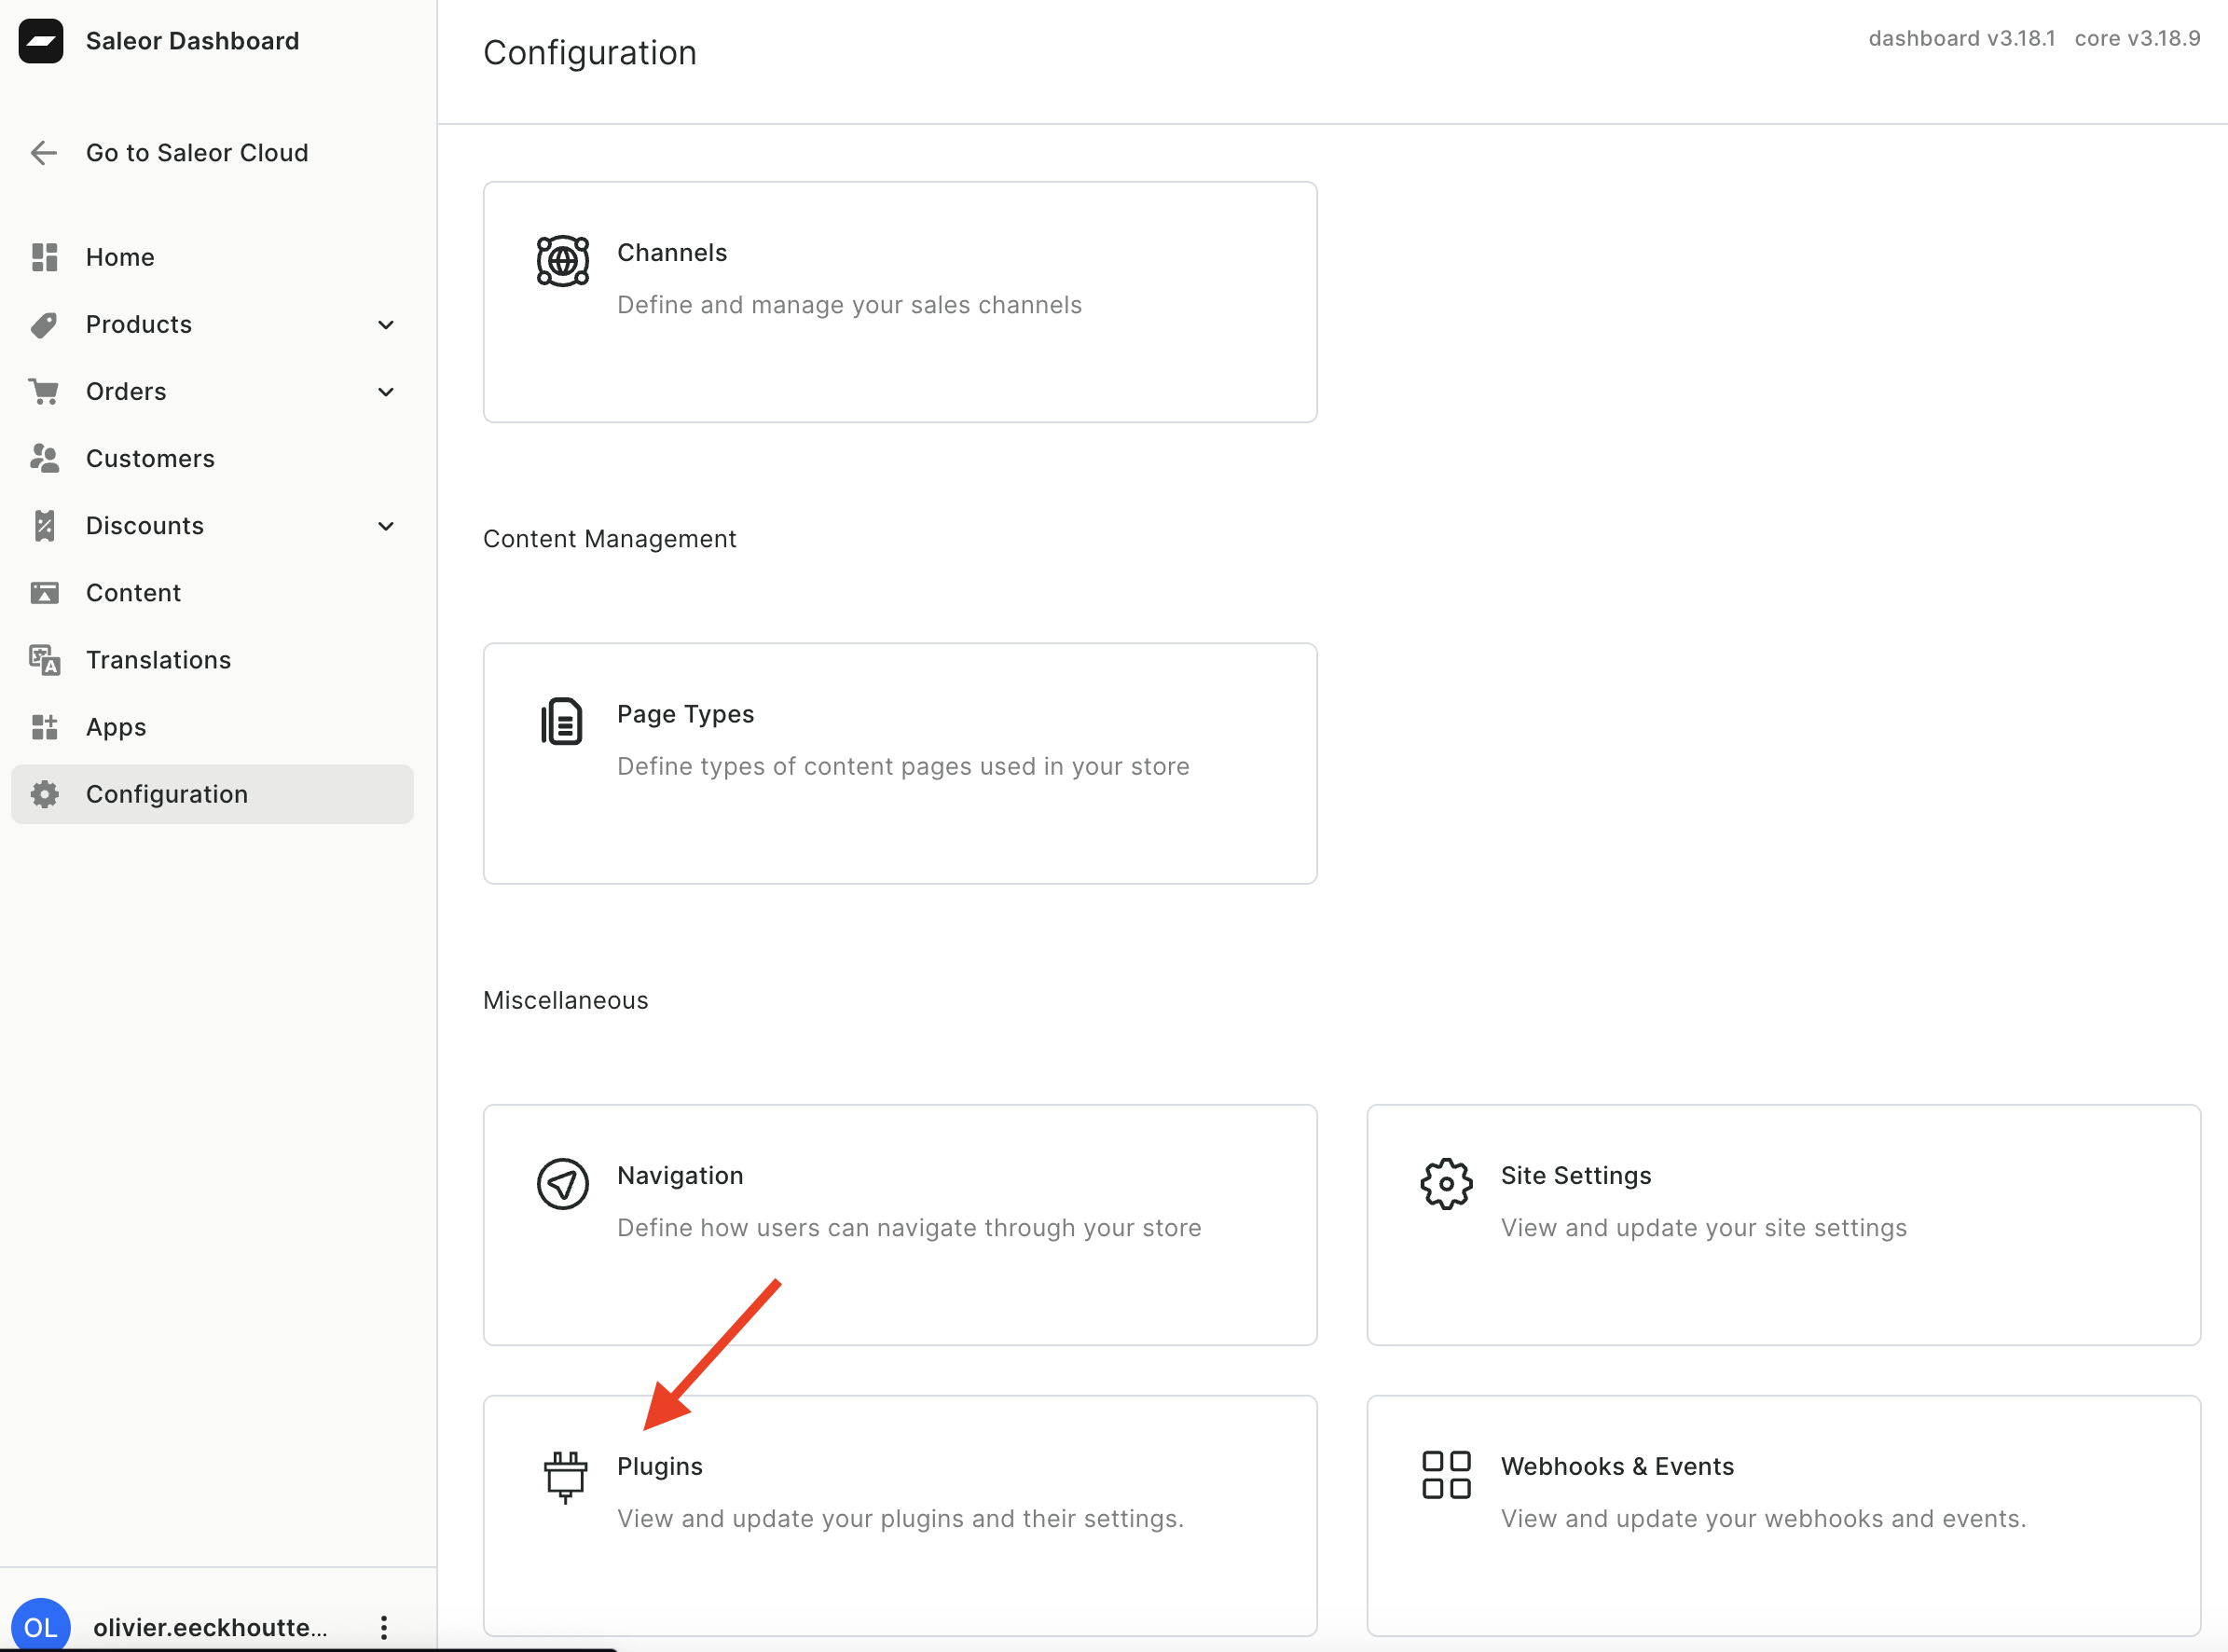 Saleor Dashboard
Go to Saleor Cloud
Home
Products
Orders
Customers
Discounts
Content
Translations
Apps
Configuration
OL
olivier.eeckhoutte...
Configuration
dashboard v3.18.1 core v3.18.9
Channels
Define and manage your sales channels
Content Management
Page Types
Define types of content pages used in your store
Miscellaneous
Navigation
Define how users can navigate through your store
Site Settings
View and update your site settings
Plugins
View and update your plugins and their settings.
Webhooks & Events
View and update your webhooks and events.